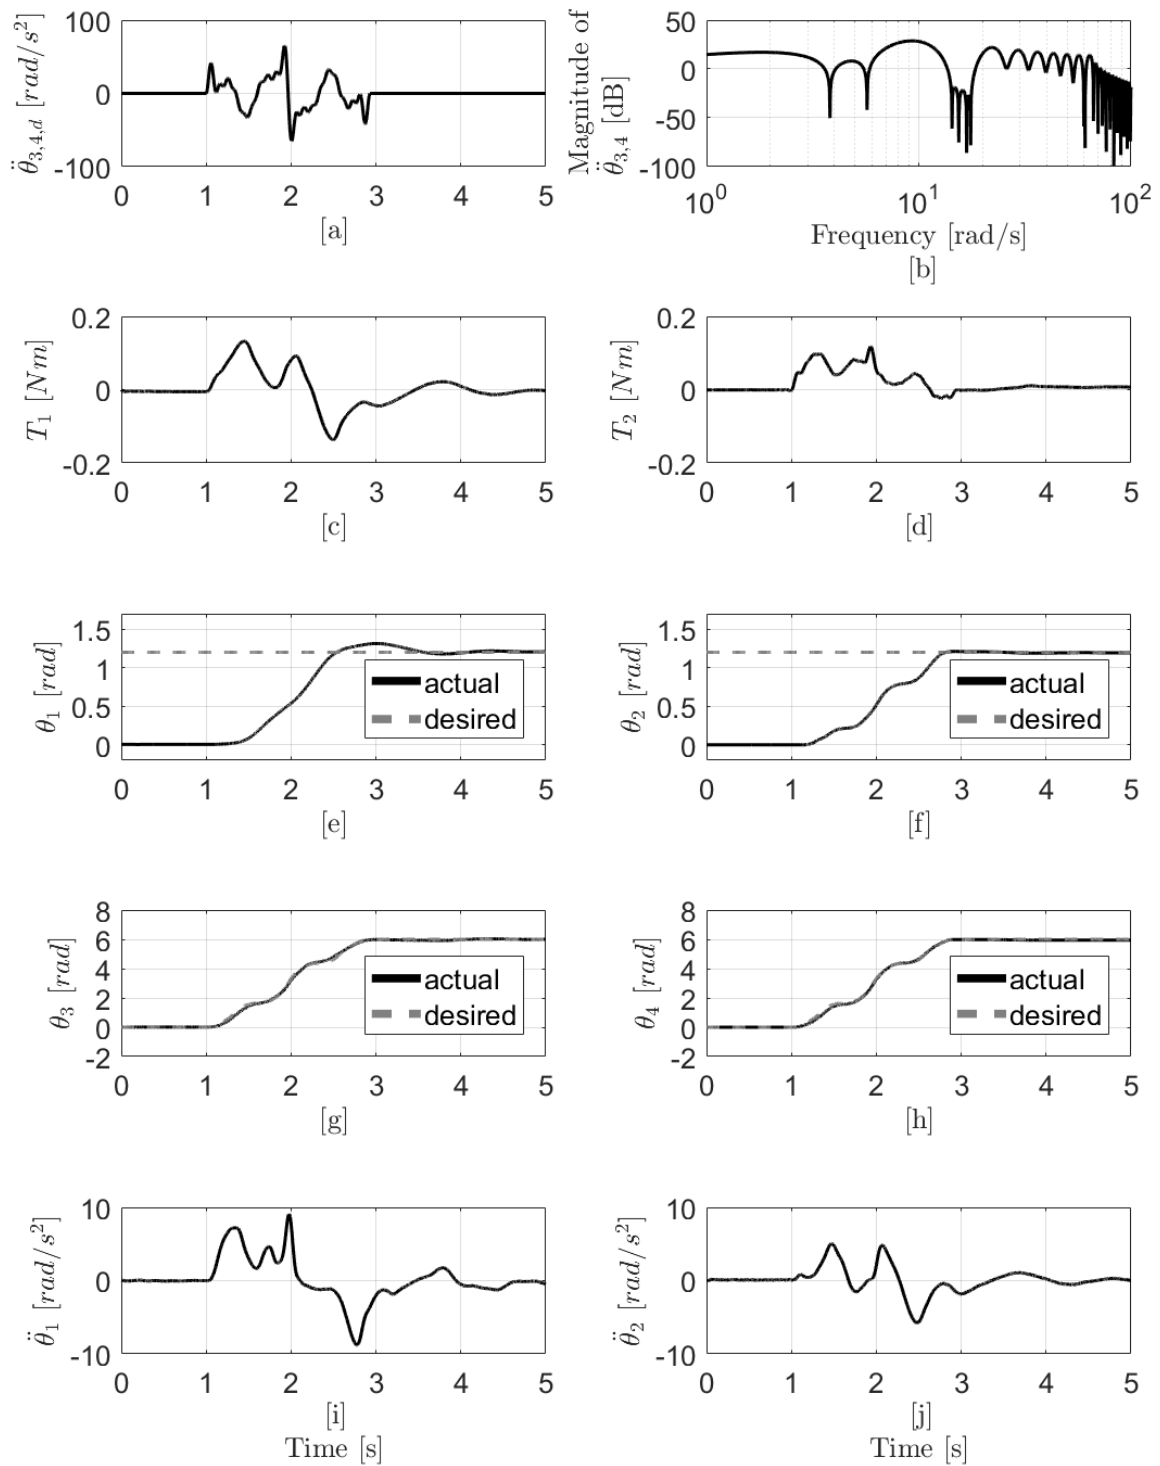 100
0
-100
θ̈3,4,d [rad/s²]
0 1 2 3 4 5
[a]
50
0
-50
-100
Magnitude of
θ̈3,4 [dB]
10⁰ 10¹ 10²
Frequency [rad/s]
[b]
0.2
0
-0.2
T1 [Nm]
0 1 2 3 4 5
[c]
0.2
0
-0.2
T2 [Nm]
0 1 2 3 4 5
[d]
1.5
1
0.5
0
θ1 [rad]
actual
desired
0 1 2 3 4 5
[e]
1.5
1
0.5
0
θ2 [rad]
actual
desired
0 1 2 3 4 5
[f]
8
6
4
2
0
-2
θ3 [rad]
actual
desired
0 1 2 3 4 5
[g]
8
6
4
2
0
-2
θ4 [rad]
actual
desired
0 1 2 3 4 5
[h]
10
0
-10
θ̈1 [rad/s²]
0 1 2 3 4 5
[i]
Time [s]
10
0
-10
θ̈2 [rad/s²]
0 1 2 3 4 5
[j]
Time [s]